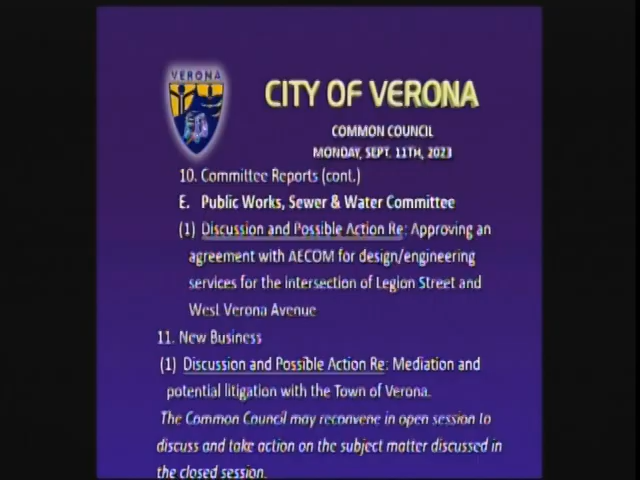 VERONA
CITY OF VERONA
COMMON COUNCIL
MONDAY, SEPT. 11TH, 2023
10. Committee Reports (cont.)
E. Public Works, Sewer & Water Committee
(1) Discussion and Possible Action Re: Approving an
agreement with AECOM for design/engineering
services for the intersection of Legion Street and
West Verona Avenue
11. New Business
(1) Discussion and Possible Action Re: Mediation and
potential litigation with the Town of Verona.
The Common Council may reconvene in open session to
discuss and take action on the subject matter discussed in
the closed session.